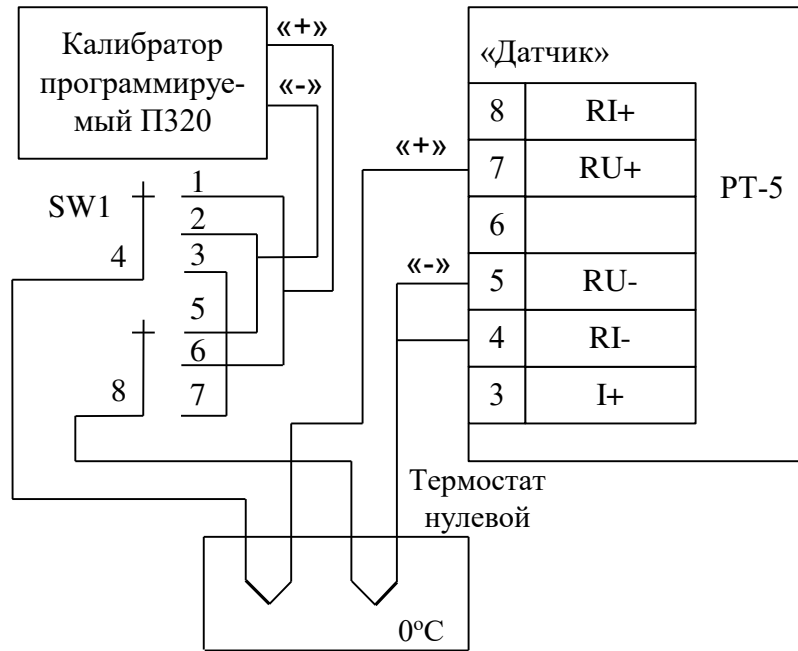 Калибратор
программируе-
мый П320
«+»
«-»
SW1
1
2
3
4
5
6
7
8
«Датчик»
8 RI+
7 RU+
6
5 RU-
4 RI-
3 I+
РТ-5
«+»
«-»
Термостат
нулевой
0ºС